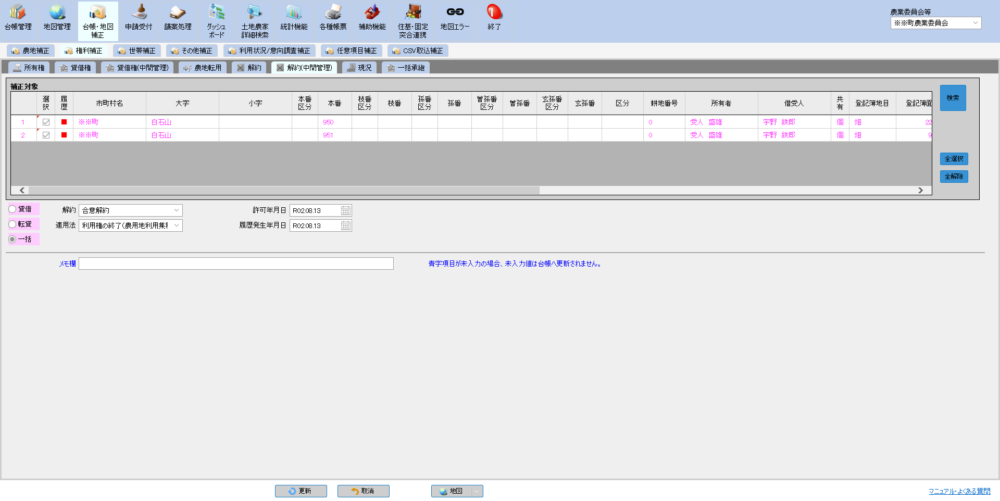 台帳管理
地図管理
台帳・地図
補正
申請受付
議案処理
ダッシュ
ボード
土地農家
詳細検索
統計機能
各種帳票
補助機能
住基・固定
突合連携
地図エラー
終了
農業委員会等
※※町農業委員会
農地補正
権利補正
世帯補正
その他補正
利用状況/意向調査補正
任意項目補正
CSV取込補正
所有権
貸借権
貸借権(中間管理)
農地転用
解約
解約(中間管理)
現況
一括承継
補正対象
選択 履歴 市町村名 大字 小字 本番区分 本番 枝番区分 枝番 孫番区分 孫番 曽孫番区分 曽孫番 玄孫番区分 玄孫番 区分 耕地番号 所有者 借受人 共有 登記簿地目 登記簿面
1 ※※町 白石山 950 0 受人 盛雄 宇野 鉄郎 個 畑 22
2 ※※町 白石山 951 0 受人 盛雄 宇野 鉄郎 個 畑 9
検索
全選択
全解除
貸借
転貸
一括
解約 合意解約
許可年月日 R02.08.13
適用法 利用権の終了(農用地利用集積
履歴発生年月日 R02.08.13
メモ欄
青字項目が未入力の場合、未入力値は台帳へ更新されません。
更新
取消
地図
マニュアル・よくある質問